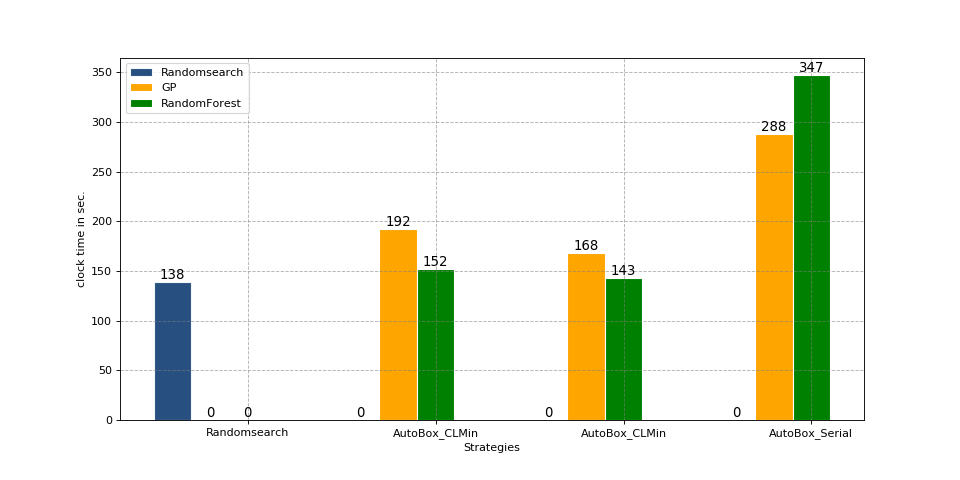 Randomsearch
GP
RandomForest
350
300
250
200
150
100
50
0
clock time in sec.
138
0
0
0
192
152
0
168
143
0
288
347
Randomsearch
AutoBox_CLMin
AutoBox_CLMin
AutoBox_Serial
Strategies